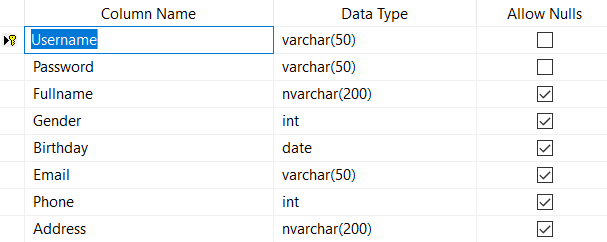 Column Name Data Type Allow Nulls
Username varchar(50)
Password varchar(50)
Fullname nvarchar(200)
Gender int
Birthday date
Email varchar(50)
Phone int
Address nvarchar(200)